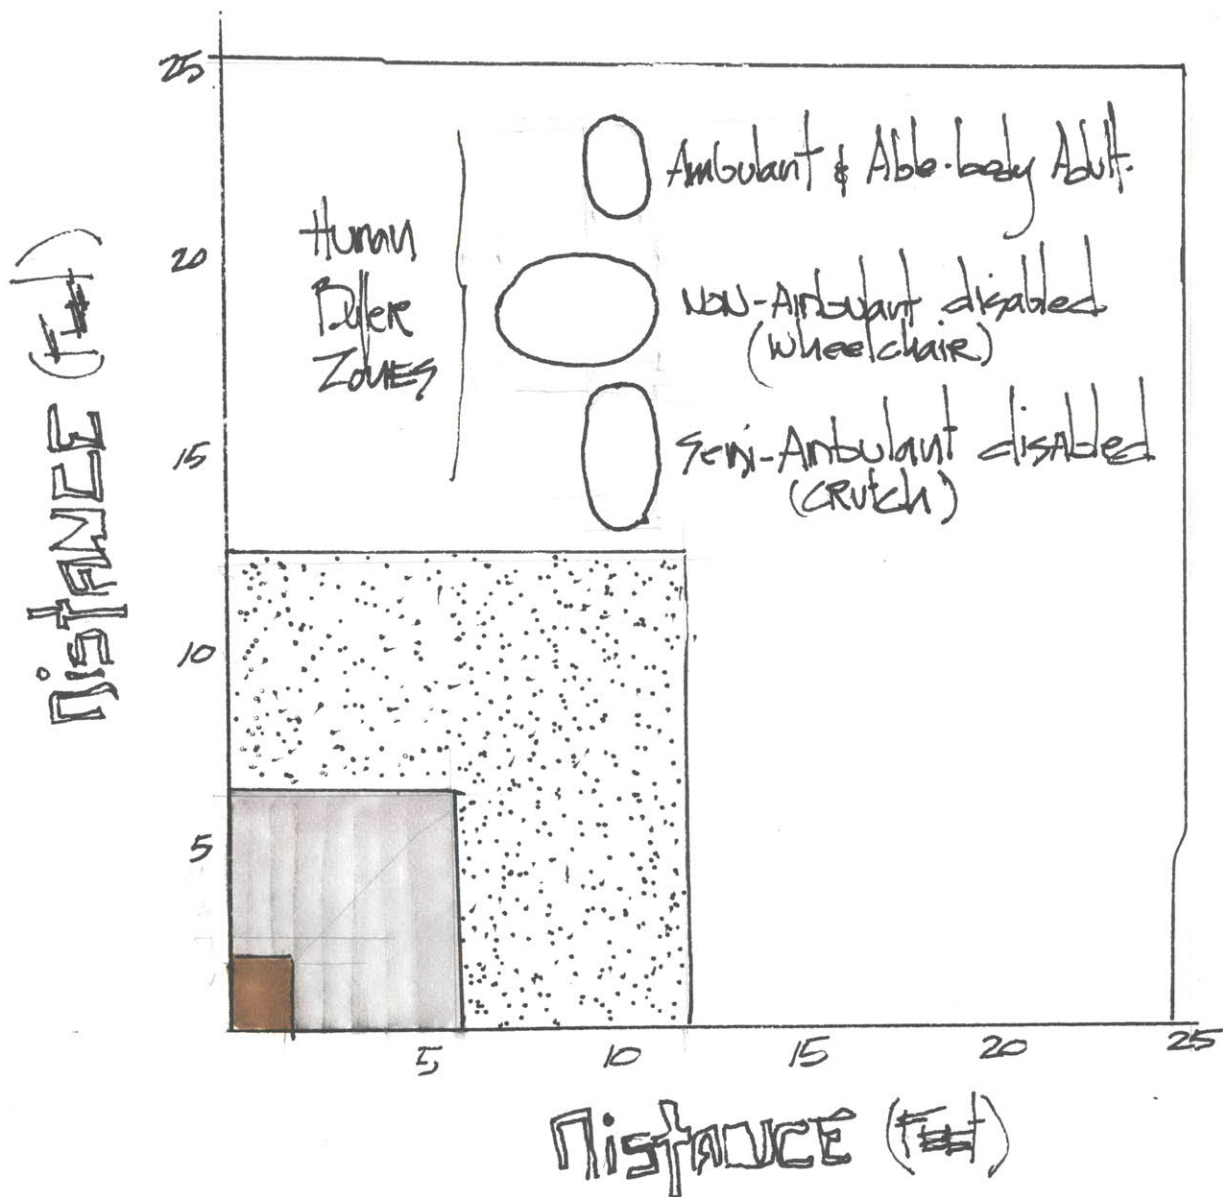 25
20
15
10
5
DistANCE (Feet)
Human
Buffer
Zones
Ambulant & Able-body Adult.
Non-Ambulant disabled
(wheelchair)
Semi-Ambulant disabled
(CRutch)
5
10
15
20
25
DistANCE (Feet)